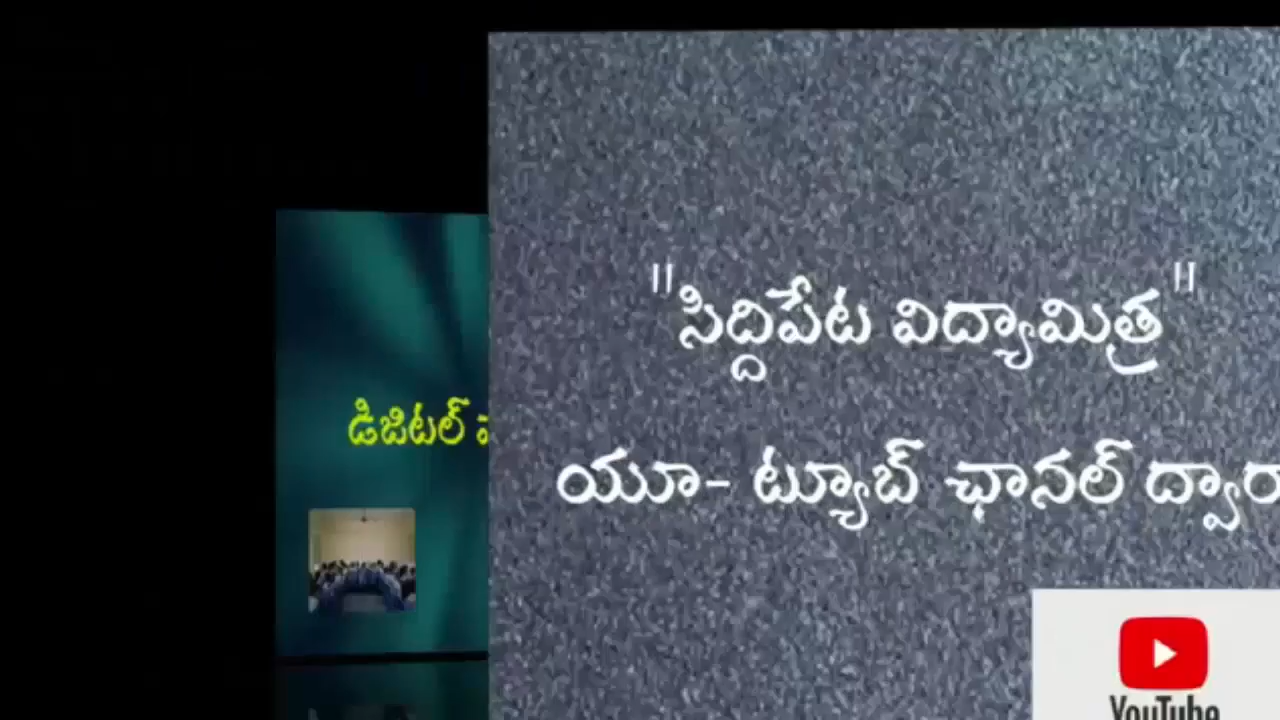 "సిద్దిపేట విద్యామిత్ర"
డిజిటల్
యూ- ట్యూబ్ ఛానల్ ద్వారా
YouTube